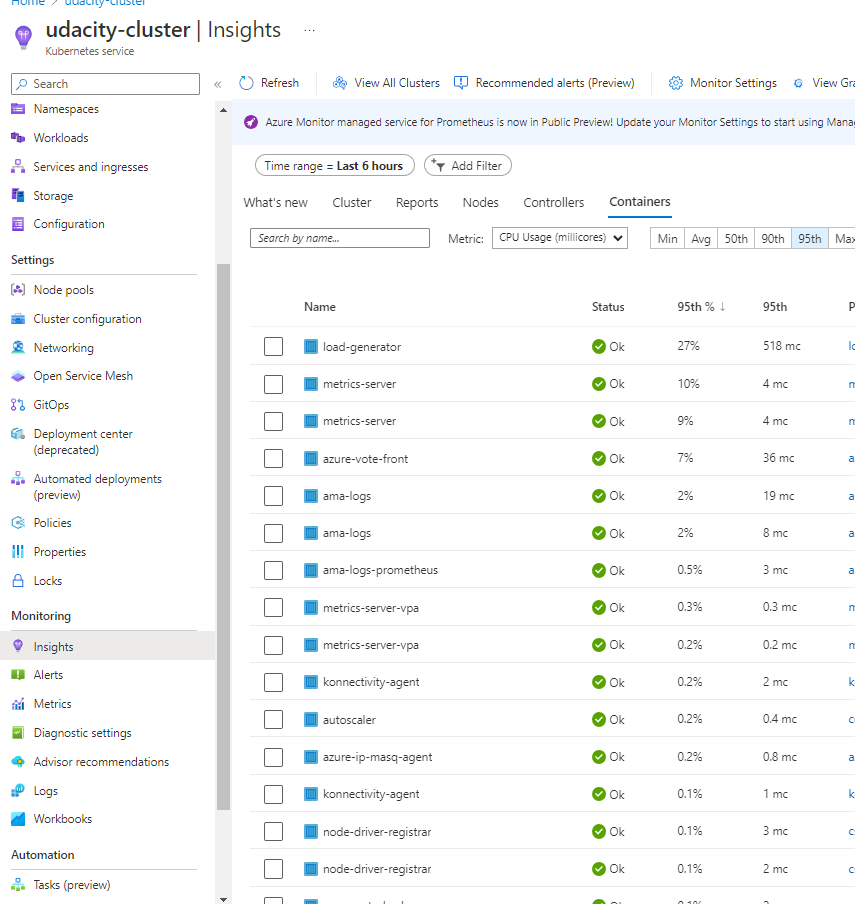 Home > udacity-cluster
udacity-cluster | Insights ...
Kubernetes service
Search «
Refresh View All Clusters Recommended alerts (Preview) Monitor Settings View Gra
Namespaces
Workloads
Services and ingresses
Storage
Configuration
Settings
Node pools
Cluster configuration
Networking
Open Service Mesh
GitOps
Deployment center
(deprecated)
Automated deployments
(preview)
Policies
Properties
Locks
Monitoring
Insights
Alerts
Metrics
Diagnostic settings
Advisor recommendations
Logs
Workbooks
Automation
Tasks (preview)
Azure Monitor managed service for Prometheus is now in Public Preview! Update your Monitor Settings to start using Mana
Time range = Last 6 hours Add Filter
What's new Cluster Reports Nodes Controllers Containers
Search by name... Metric: CPU Usage (millicores) Min Avg 50th 90th 95th Max
Name Status 95th % ↓ 95th P
load-generator Ok 27% 518 mc lo
metrics-server Ok 10% 4 mc m
metrics-server Ok 9% 4 mc m
azure-vote-front Ok 7% 36 mc a
ama-logs Ok 2% 19 mc a
ama-logs Ok 2% 8 mc a
ama-logs-prometheus Ok 0.5% 3 mc a
metrics-server-vpa Ok 0.3% 0.3 mc m
metrics-server-vpa Ok 0.2% 0.2 mc m
konnectivity-agent Ok 0.2% 2 mc k
autoscaler Ok 0.2% 0.4 mc c
azure-ip-masq-agent Ok 0.2% 0.8 mc a
konnectivity-agent Ok 0.1% 1 mc k
node-driver-registrar Ok 0.1% 3 mc c
node-driver-registrar Ok 0.1% 2 mc c